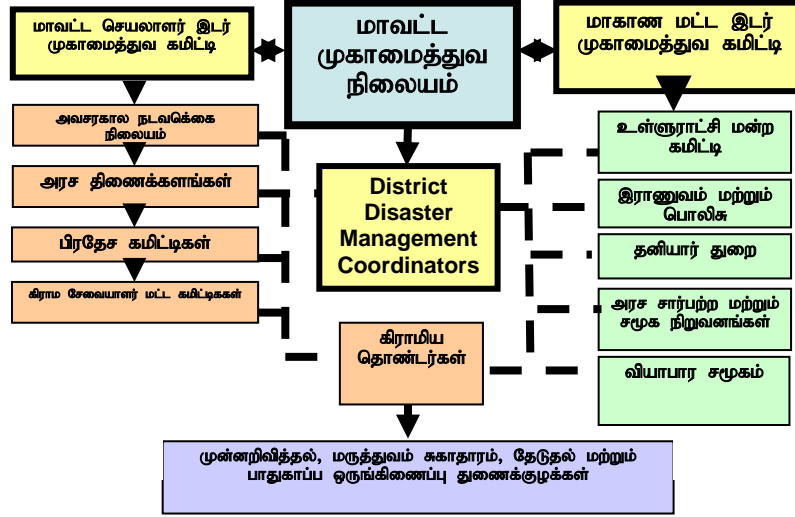 மாவட்ட செயலாளர் இடர்
முகாமைத்துவ கமிட்டி
மாவட்ட
முகாமைத்துவ
நிலையம்
மாகாண மட்ட இடர்
முகாமைத்துவ கமிட்டி
அவசரகால நடவக்கை
நிலையம்
அரச திணைக்களங்கள்
பிரதேச கமிட்டிகள்
கிராம சேவையாளர் மட்ட கமிட்டிககள்
District
Disaster
Management
Coordinators
உள்ளுராட்சி மன்ற
கமிட்டி
இராணுவம் மற்றும்
பொலிசு
தனியார் துறை
அரச சார்பற்ற மற்றும்
சமூக நிறுவனங்கள்
வியாபார சமூகம்
கிராமிய
தொண்டர்கள்
முன்னறிவித்தல், மருத்துவம் சுகாதாரம், தேடுதல் மற்றும்
பாதுகாப்ப ஒருங்கிணைப்பு துணைக்குழக்கள்